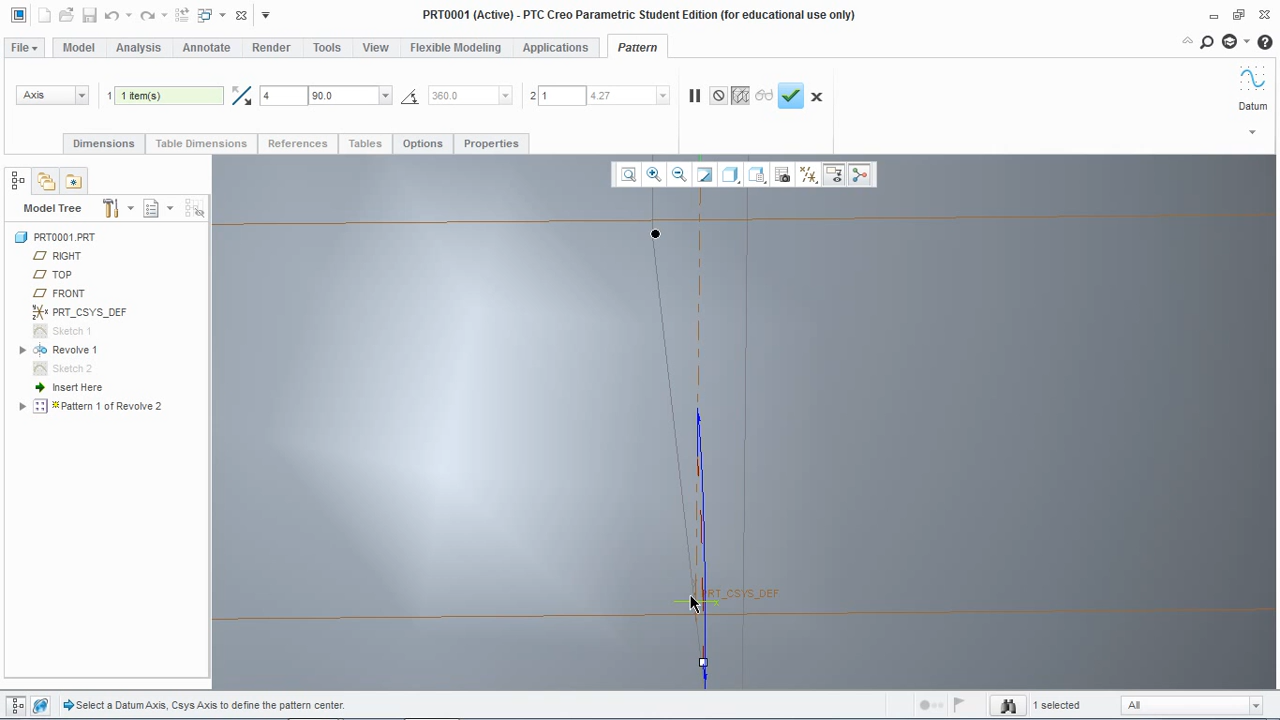 PRT0001 (Active) - PTC Creo Parametric Student Edition (for educational use only)
File Model Analysis Annotate Render Tools View Flexible Modeling Applications Pattern
Axis 1 1 item(s) 4 90.0 360.0 2 1 4.27
Datum
Dimensions Table Dimensions References Tables Options Properties
Model Tree
PRT0001.PRT
RIGHT
TOP
FRONT
PRT_CSYS_DEF
Sketch 1
Revolve 1
Sketch 2
Insert Here
Pattern 1 of Revolve 2
PRT_CSYS_DEF
Select a Datum Axis, Csys Axis to define the pattern center. 1 selected All